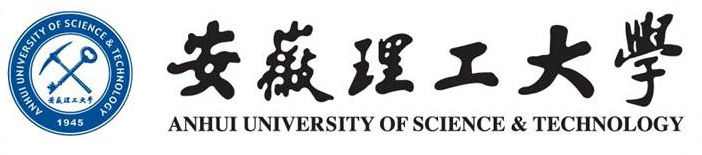 ANHUI UNIVERSITY OF SCIENCE & TECHNOLOGY
安徽理工大學
1945
安徽理工大學
ANHUI UNIVERSITY OF SCIENCE & TECHNOLOGY